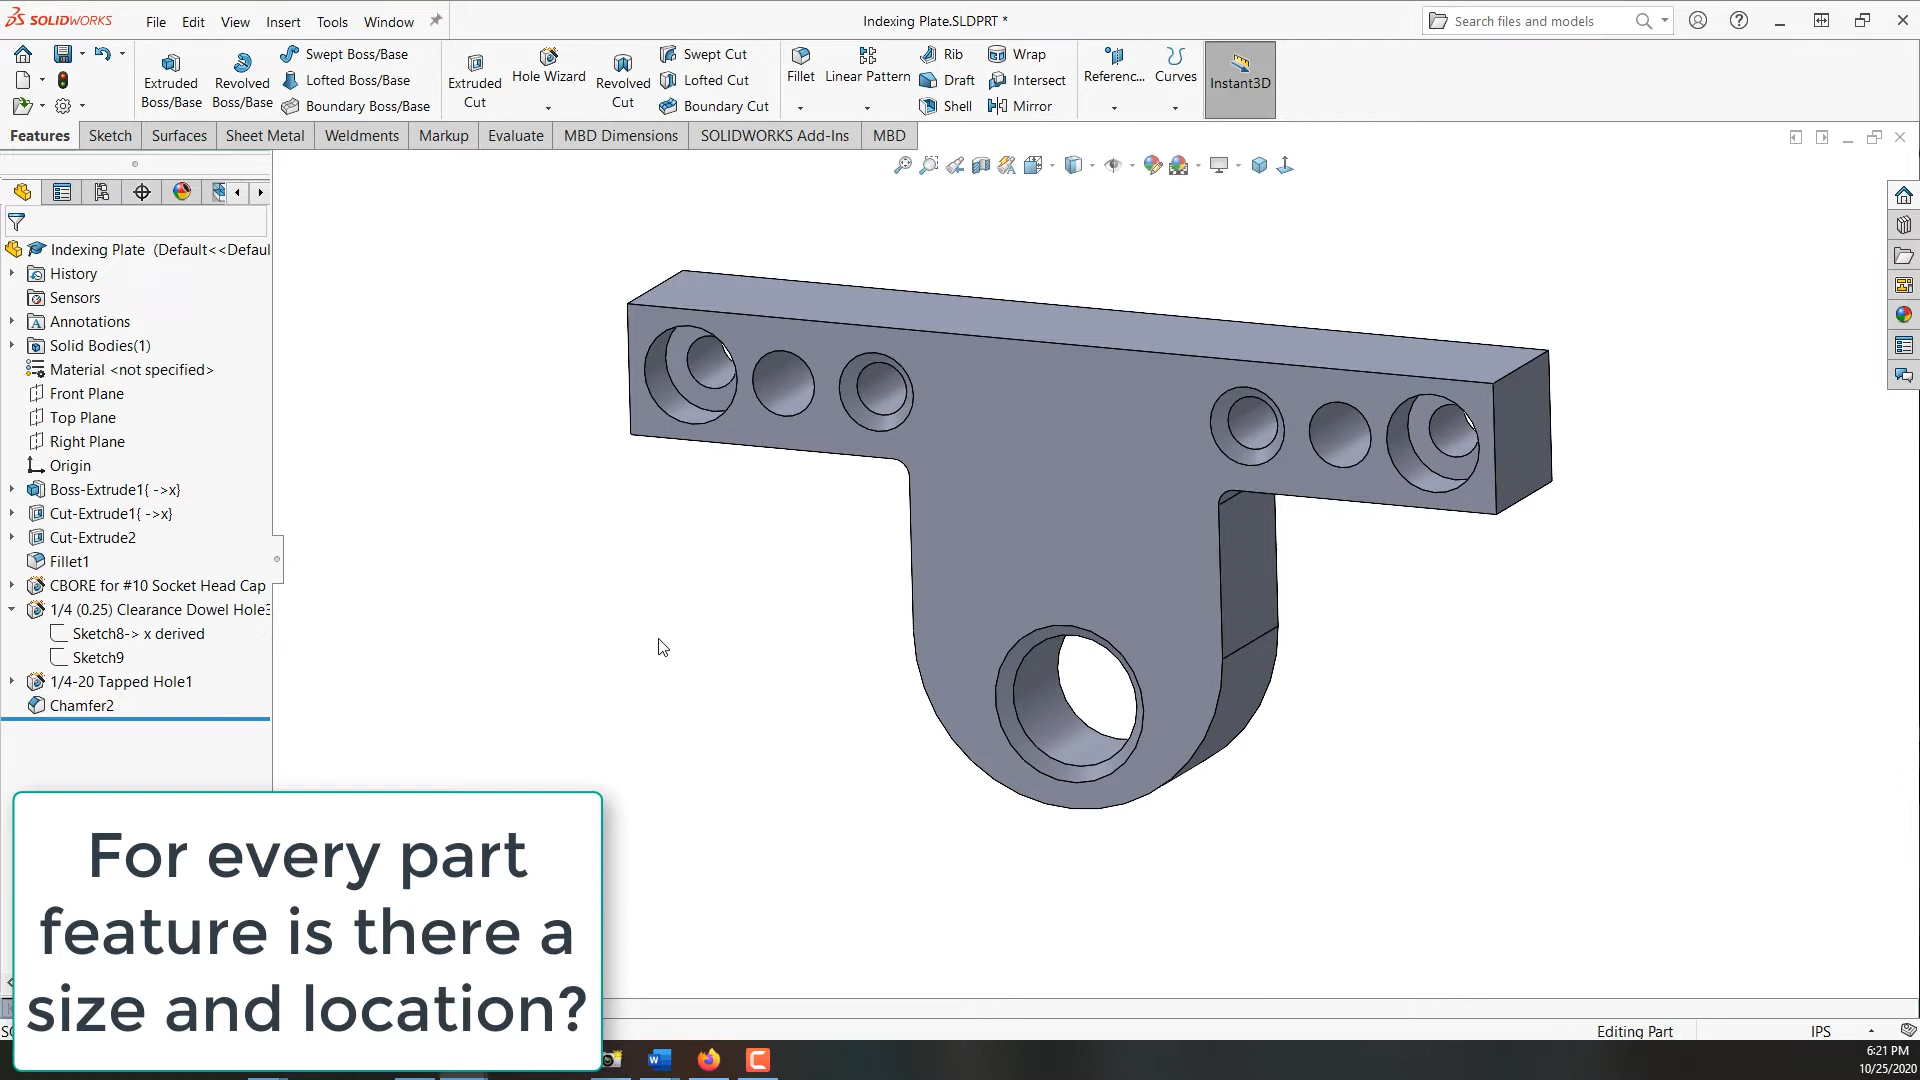 SOLIDWORKS
File Edit View Insert Tools Window
Indexing Plate.SLDPRT *
Search files and models
Extruded Boss/Base
Revolved Boss/Base
Swept Boss/Base
Lofted Boss/Base
Boundary Boss/Base
Extruded Cut
Hole Wizard
Revolved Cut
Swept Cut
Lofted Cut
Boundary Cut
Fillet
Linear Pattern
Rib
Draft
Shell
Wrap
Intersect
Mirror
Referenc...
Curves
Instant3D
Features Sketch Surfaces Sheet Metal Weldments Markup Evaluate MBD Dimensions SOLIDWORKS Add-Ins MBD
Indexing Plate (Default<<Defaul
History
Sensors
Annotations
Solid Bodies(1)
Material <not specified>
Front Plane
Top Plane
Right Plane
Origin
Boss-Extrude1{ ->x}
Cut-Extrude1{ ->x}
Cut-Extrude2
Fillet1
CBORE for #10 Socket Head Cap
1/4 (0.25) Clearance Dowel Hole3
Sketch8-> x derived
Sketch9
1/4-20 Tapped Hole1
Chamfer2
For every part
feature is there a
size and location?
Editing Part
IPS
6:21 PM
10/25/2020